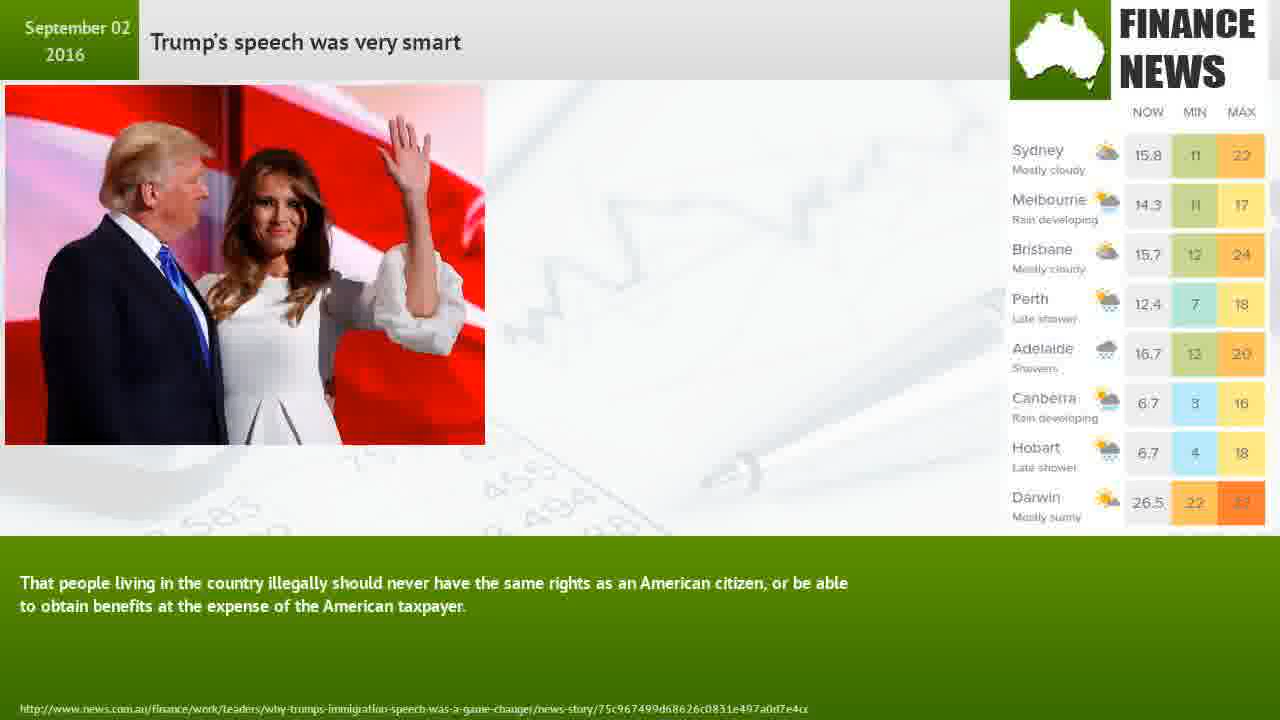 September 02
2016
Trump's speech was very smart
FINANCE
NEWS
NOW MIN MAX
Sydney
Mostly cloudy
15.8 11 22
Melbourne
Rain developing
14.3 11 17
Brisbane
Mostly cloudy
15.7 12 24
Perth
Late shower
12.4 7 18
Adelaide
Showers
16.7 12 20
Canberra
Rain developing
6.7 3 16
Hobart
Late shower
6.7 4 18
Darwin
Mostly sunny
26.5 22
455
583
494
That people living in the country illegally should never have the same rights as an American citizen, or be able
to obtain benefits at the expense of the American taxpayer.
http://www.news.com.au/finance/work/leaders/why-trumps-immigration-speech-was-a-game-changer/news-story/75c967499d68626c0831e497a0d7e4cc